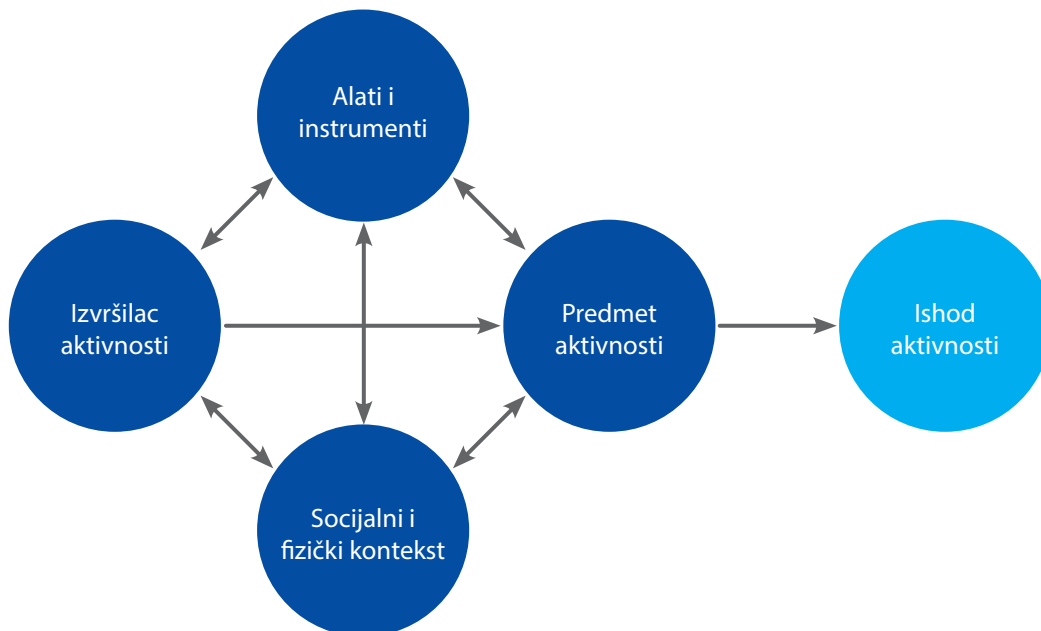 Alati i
instrumenti
Izvršilac
aktivnosti
Predmet
aktivnosti
Ishod
aktivnosti
Socijalni i
fizički kontekst